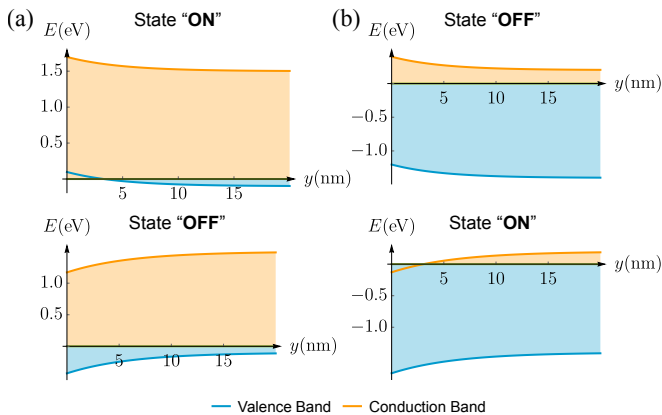 (a)
State “ON”
E(eV)
1.5
1.0
0.5
5
10
15
y(nm)
State “OFF”
E(eV)
1.0
0.5
5
10
15
y(nm)
(b)
State “OFF”
E(eV)
5
10
15
y(nm)
−0.5
−1.0
State “ON”
E(eV)
5
10
15
y(nm)
−0.5
−1.0
Valence Band
Conduction Band